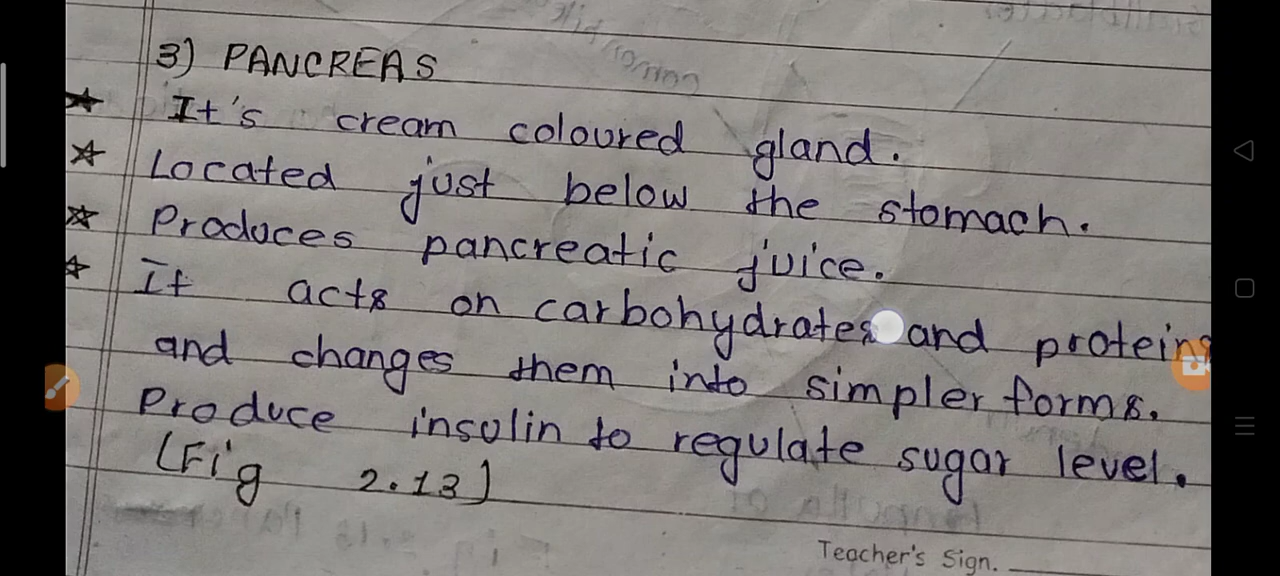 3) PANCREAS
It's cream coloured gland.
Located just below the stomach.
Produces pancreatic juice.
It acts on carbohydrates and proteins
and changes them into simpler forms.
Produce insulin to regulate sugar level.
(Fig 2.13)
Teacher's Sign.